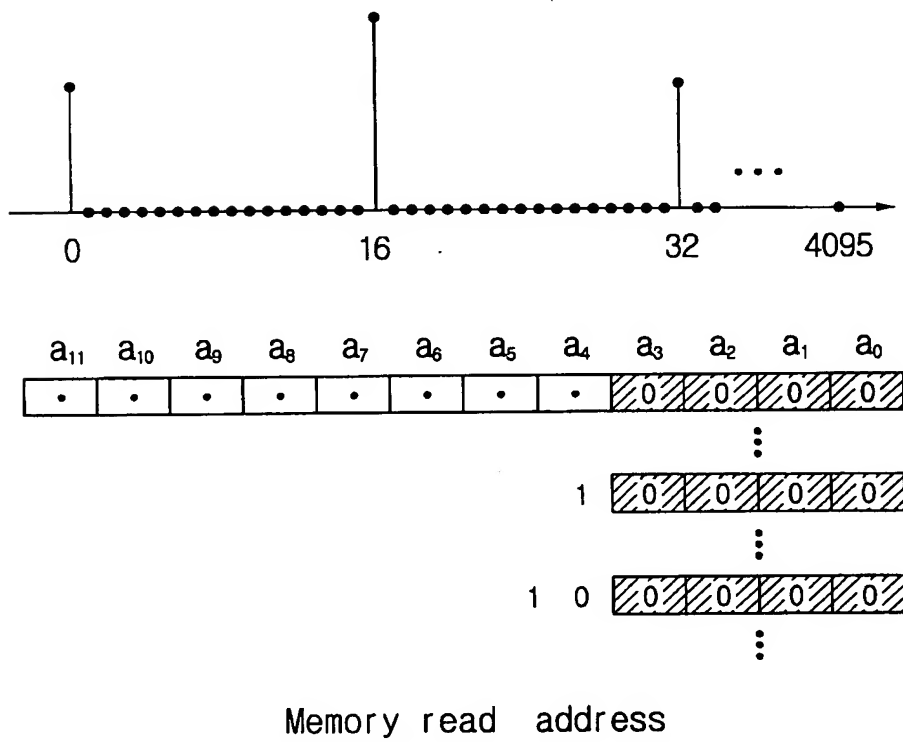 ...
0 16 32 4095
a₁₁ a₁₀ a₉ a₈ a₇ a₆ a₅ a₄ a₃ a₂ a₁ a₀
0 0 0 0
1 0 0 0 0
1 0 0 0 0 0
Memory read address